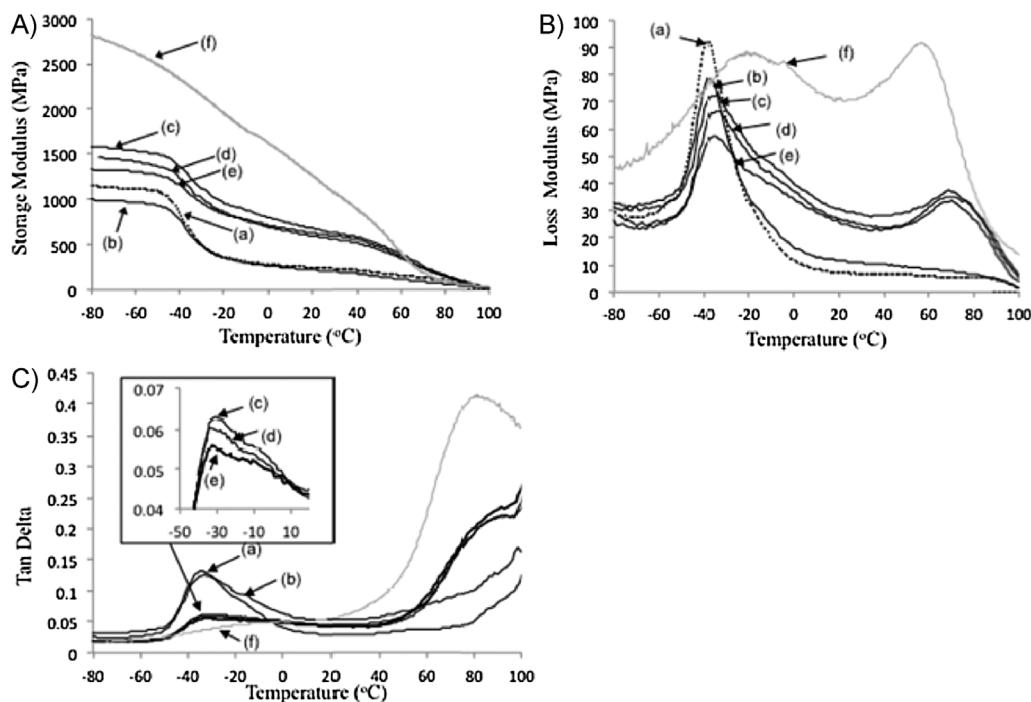 A)
3000
2500
2000
1500
1000
500
0
Storage Modulus (MPa)
(f)
(c)
(d)
(e)
(a)
(b)
-80 -60 -40 -20 0 20 40 60 80 100
Temperature (°C)
B)
100
90
80
70
60
50
40
30
20
10
0
Loss Modulus (MPa)
(a)
(f)
(b)
(c)
(d)
(e)
-80 -60 -40 -20 0 20 40 60 80 100
Temperature (°C)
C)
0.45
0.4
0.35
0.3
0.25
0.2
0.15
0.1
0.05
0
Tan Delta
0.07
0.06
0.05
0.04
(c)
(d)
(e)
-50 -30 -10 10
(a)
(b)
(f)
-80 -60 -40 -20 0 20 40 60 80 100
Temperature (°C)